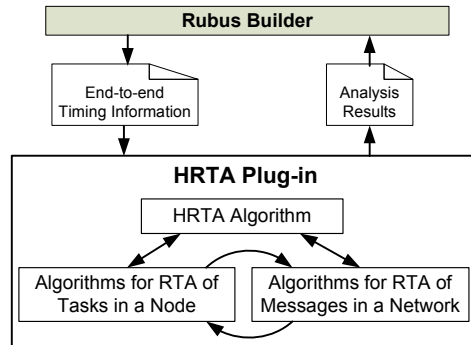 Rubus Builder
End-to-end
Timing Information
Analysis
Results
HRTA Plug-in
HRTA Algorithm
Algorithms for RTA of
Tasks in a Node
Algorithms for RTA of
Messages in a Network